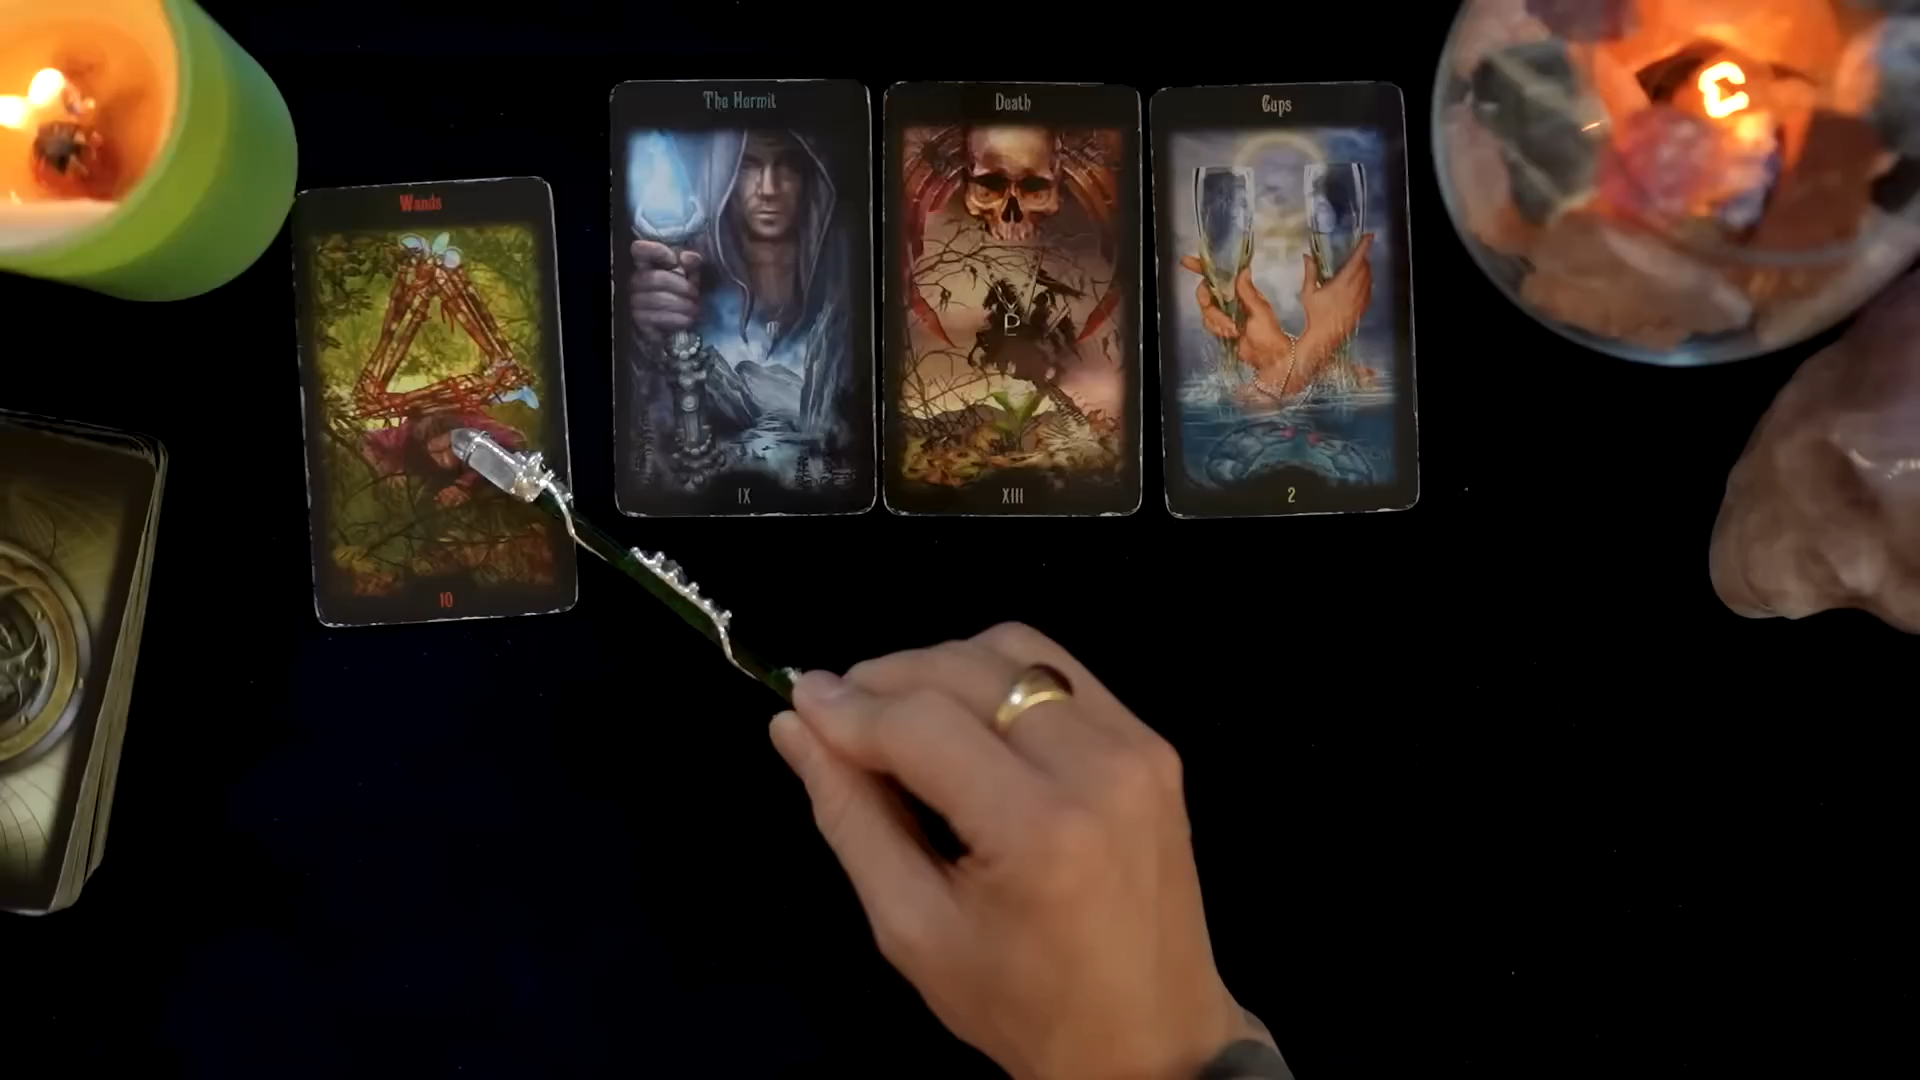 Wands
10
The Hermit
IX
Death
XIII
Cups
2